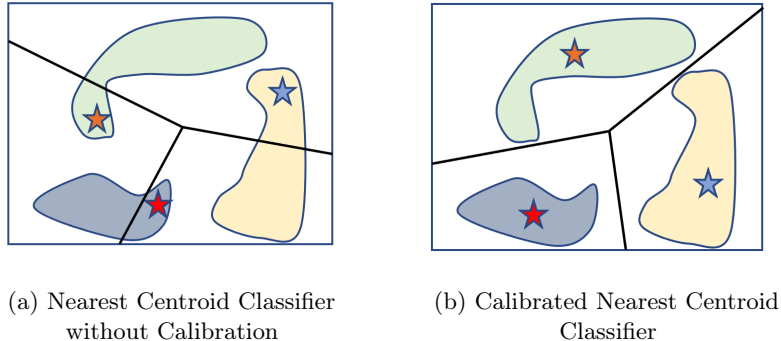 (a) Nearest Centroid Classifier
without Calibration
(b) Calibrated Nearest Centroid
Classifier